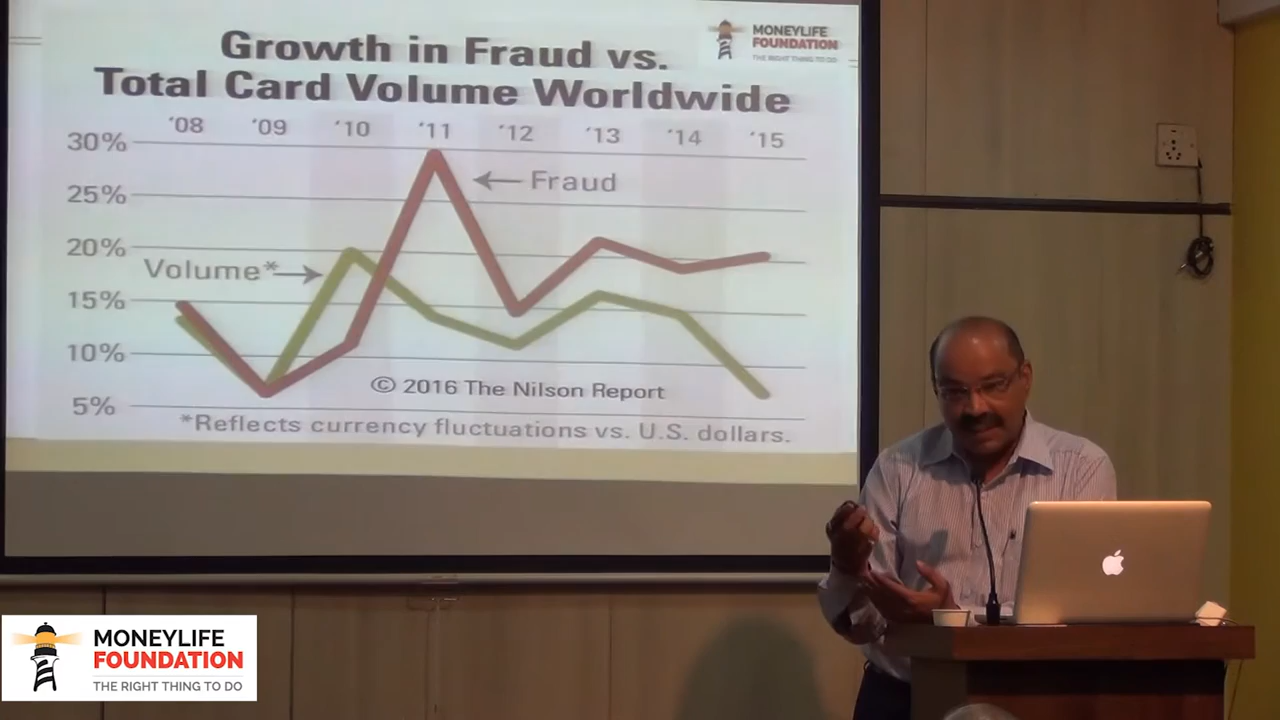 Growth in Fraud vs.
Total Card Volume Worldwide
MONEYLIFE
FOUNDATION
THE RIGHT THING TO DO
'08 '09 '10 '11 '12 '13 '14 '15
30%
25%
20%
15%
10%
5%
Fraud
Volume*
© 2016 The Nilson Report
*Reflects currency fluctuations vs. U.S. dollars.
MONEYLIFE
FOUNDATION
THE RIGHT THING TO DO